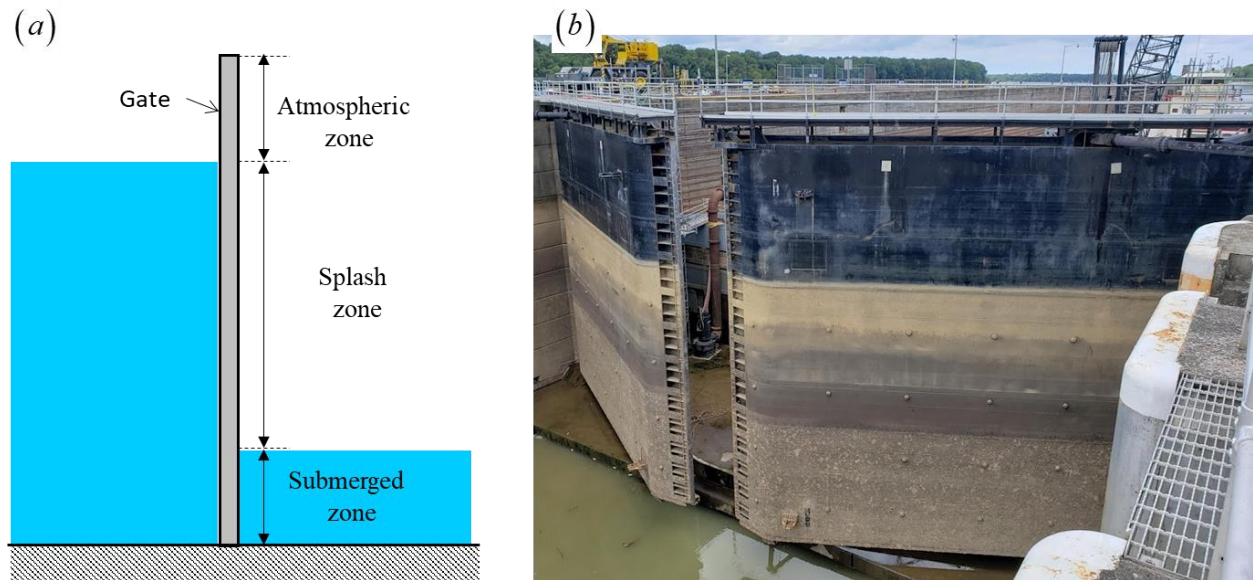 (a)
Gate
Atmospheric
zone
Splash
zone
Submerged
zone
(b)